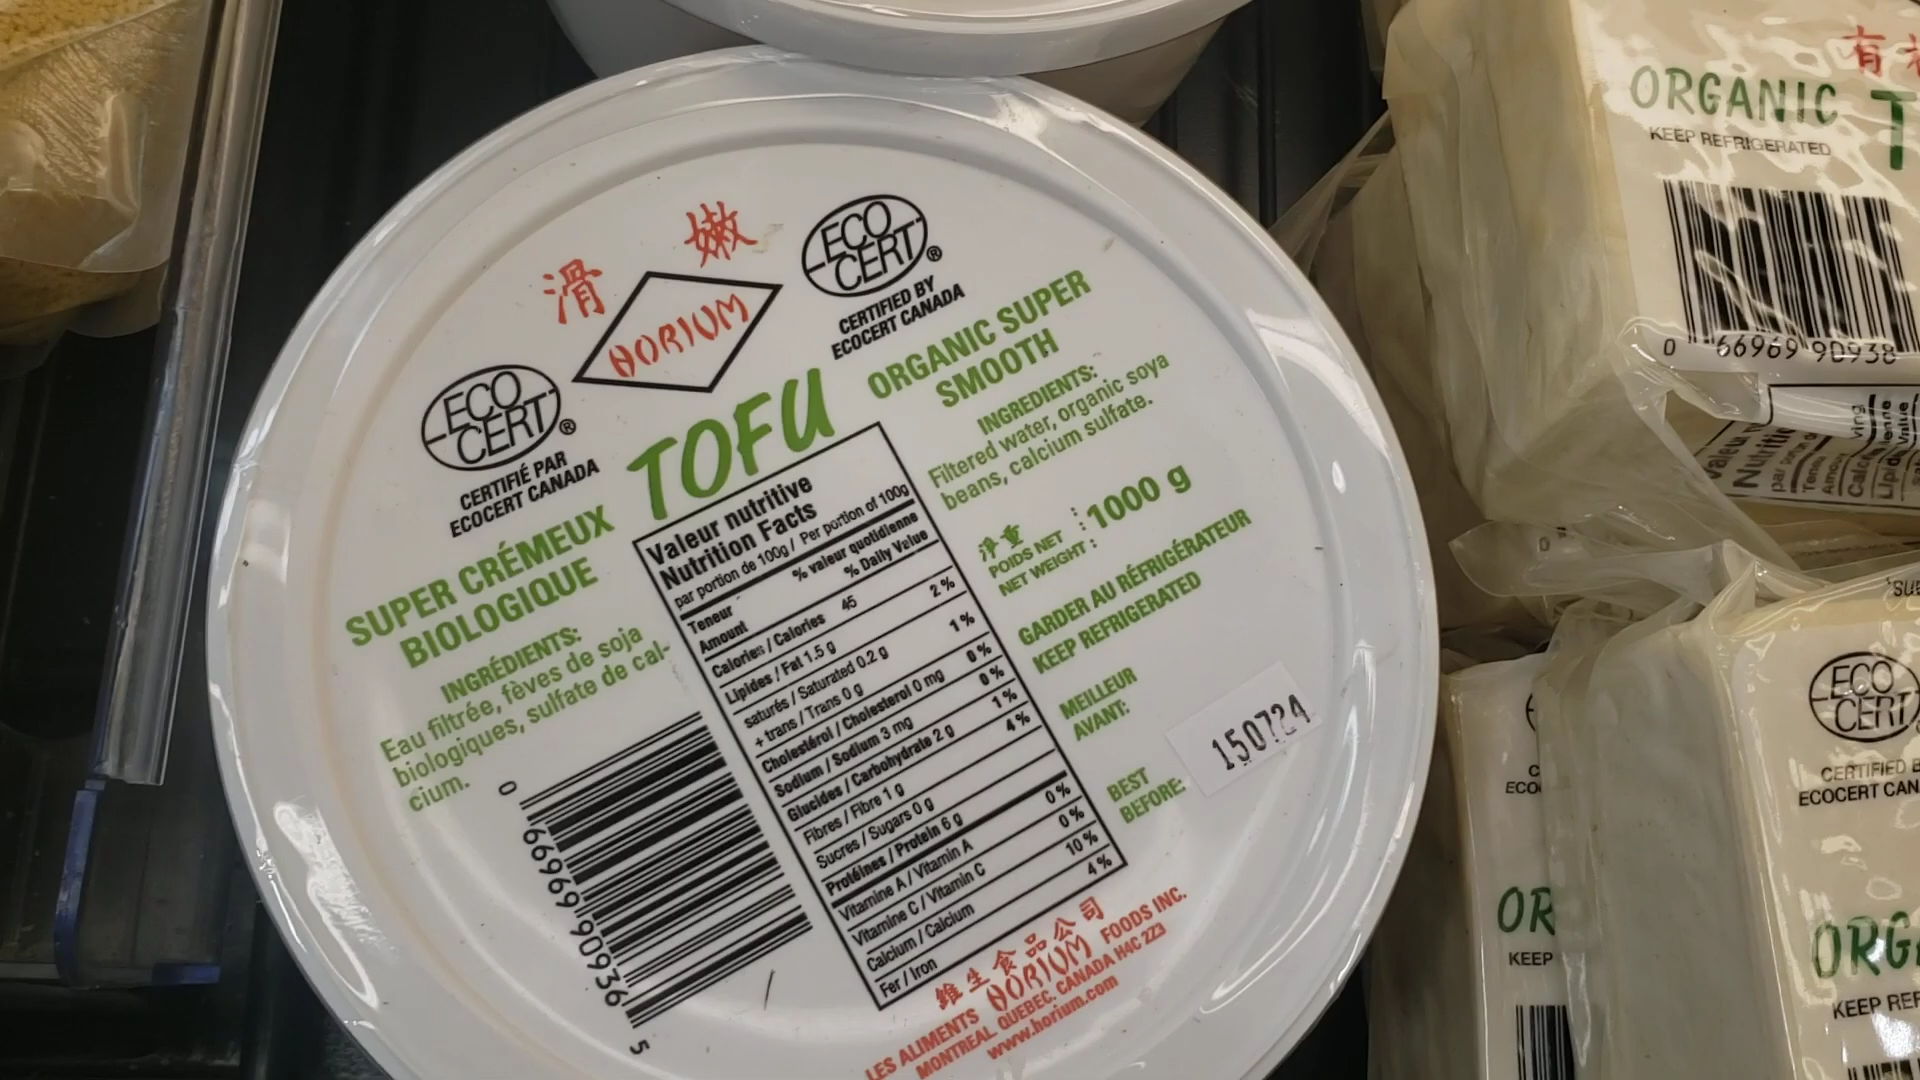 滑 嫩
HORIUM
ECO
CERT®
CERTIFIÉ PAR
ECOCERT CANADA
ECO
CERT®
CERTIFIED BY
ECOCERT CANADA
TOFU
SUPER CRÉMEUX
BIOLOGIQUE
INGRÉDIENTS:
Eau filtrée, fèves de soja
biologiques, sulfate de cal-
cium.
0 66969 90936 5
ORGANIC SUPER
SMOOTH
INGREDIENTS:
Filtered water, organic soya
beans, calcium sulfate.
淨重
POIDS NET
NET WEIGHT : 1000 g
GARDER AU RÉFRIGÉRATEUR
KEEP REFRIGERATED
MEILLEUR
AVANT:
BEST
BEFORE:
150724
Valeur nutritive
Nutrition Facts
par portion de 100g / Per portion of 100g
Teneur % valeur quotidienne
Amount % Daily Value
Calories / Calories 45
Lipides / Fat 1.5 g 2 %
saturés / Saturated 0.2 g
+ trans / Trans 0 g 1 %
Cholestérol / Cholesterol 0 mg 0 %
Sodium / Sodium 3 mg 0 %
Glucides / Carbohydrate 2 g 1 %
Fibres / Fibre 1 g 4 %
Sucres / Sugars 0 g
Protéines / Protein 6 g
Vitamine A / Vitamin A 0 %
Vitamine C / Vitamin C 0 %
Calcium / Calcium 10 %
Fer / Iron 4 %
維生食品公司
LES ALIMENTS HORIUM FOODS INC.
MONTREAL QUEBEC. CANADA H4C 2Z3
www.horium.com
有
ORGANIC T
KEEP REFRIGERATED
0 66969 90938
Valeur n
Nutritio
OR
KEEP
ECO
CERT
CERTIFIED B
ECOCERT CAN
ORG
KEEP REF